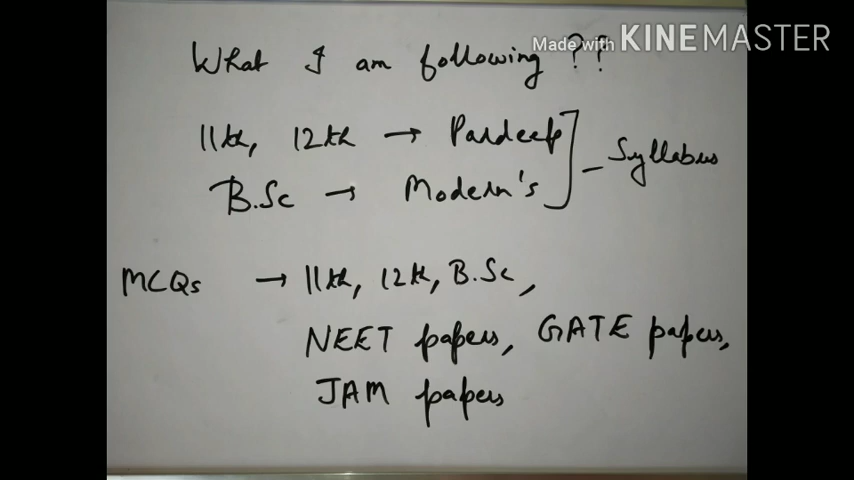 Made with KINEMASTER
What I am following ??
11th, 12th → Pardeep
B.Sc → Modern's
- Syllabus
MCQs → 11th, 12th, B.Sc,
NEET papers, GATE papers,
JAM papers